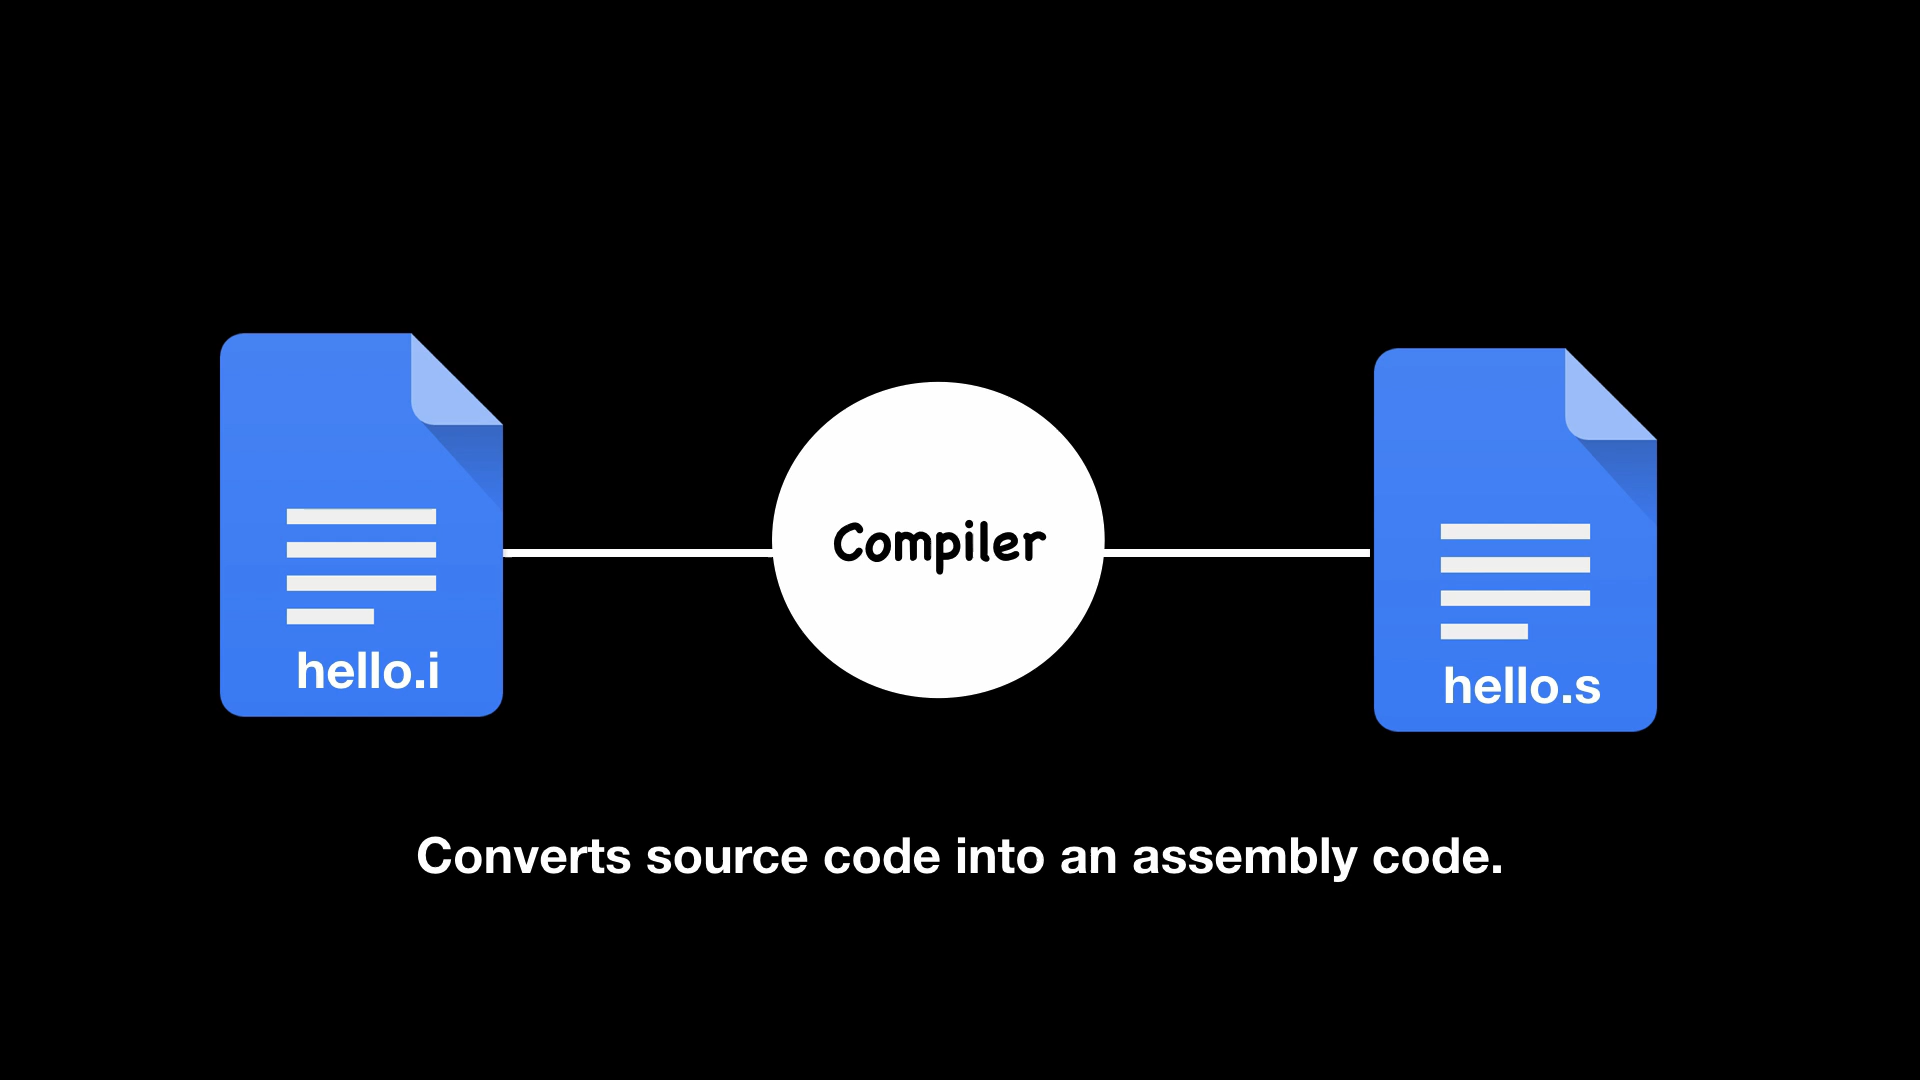 hello.i
Compiler
hello.s
Converts source code into an assembly code.